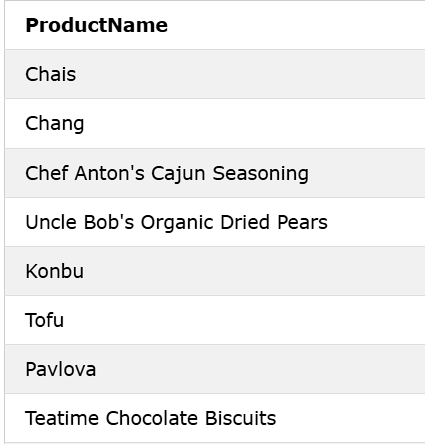 ProductName
Chais
Chang
Chef Anton's Cajun Seasoning
Uncle Bob's Organic Dried Pears
Konbu
Tofu
Pavlova
Teatime Chocolate Biscuits